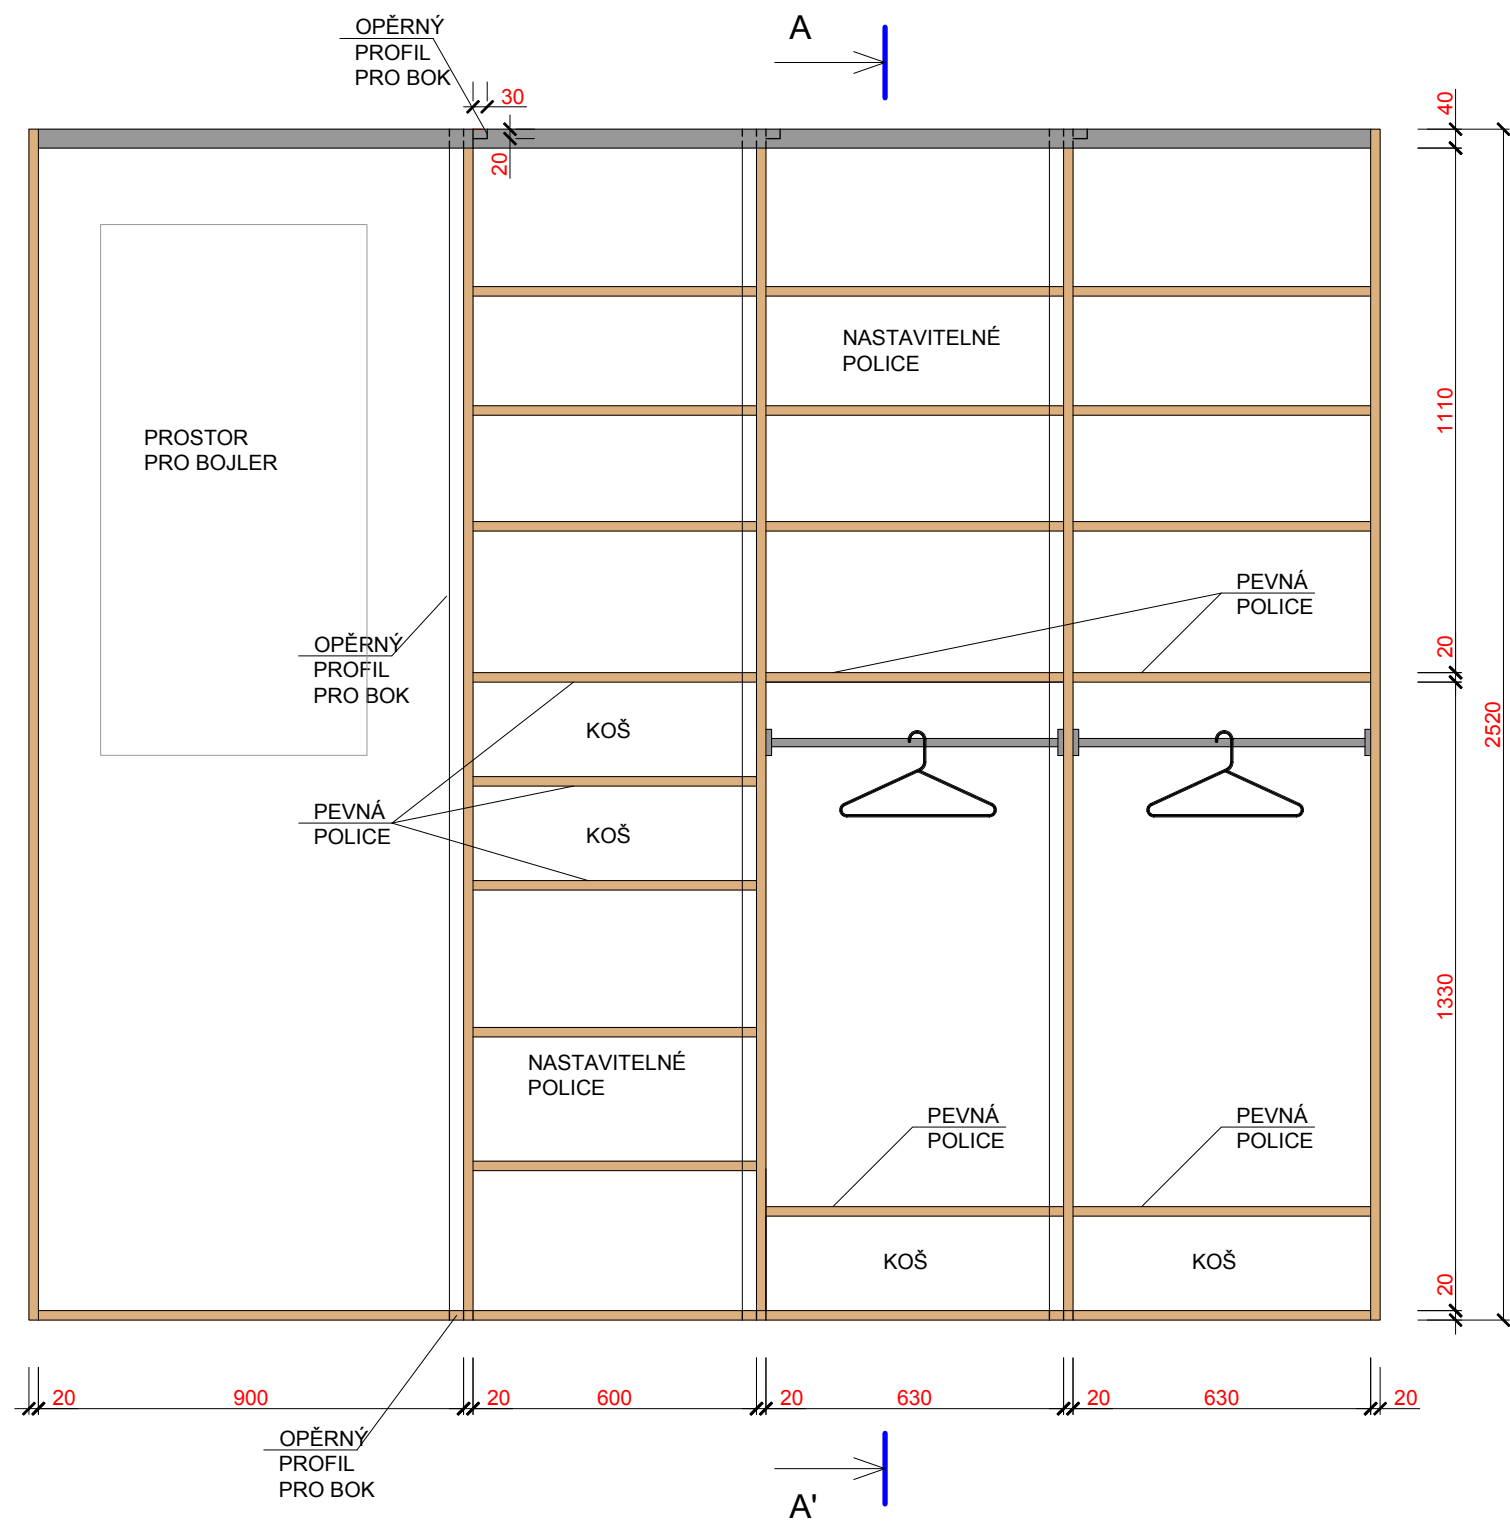 OPĚRNÝ
PROFIL
PRO BOK
A
30
40
20
NASTAVITELNÉ
POLICE
1110
PROSTOR
PRO BOJLER
PEVNÁ
POLICE
OPĚRNÝ
PROFIL
PRO BOK
20
2520
KOŠ
PEVNÁ
POLICE
KOŠ
1330
NASTAVITELNÉ
POLICE
PEVNÁ
POLICE
PEVNÁ
POLICE
KOŠ
KOŠ
20
20 900 20 600 20 630 20 630 20
OPĚRNÝ
PROFIL
PRO BOK
A'